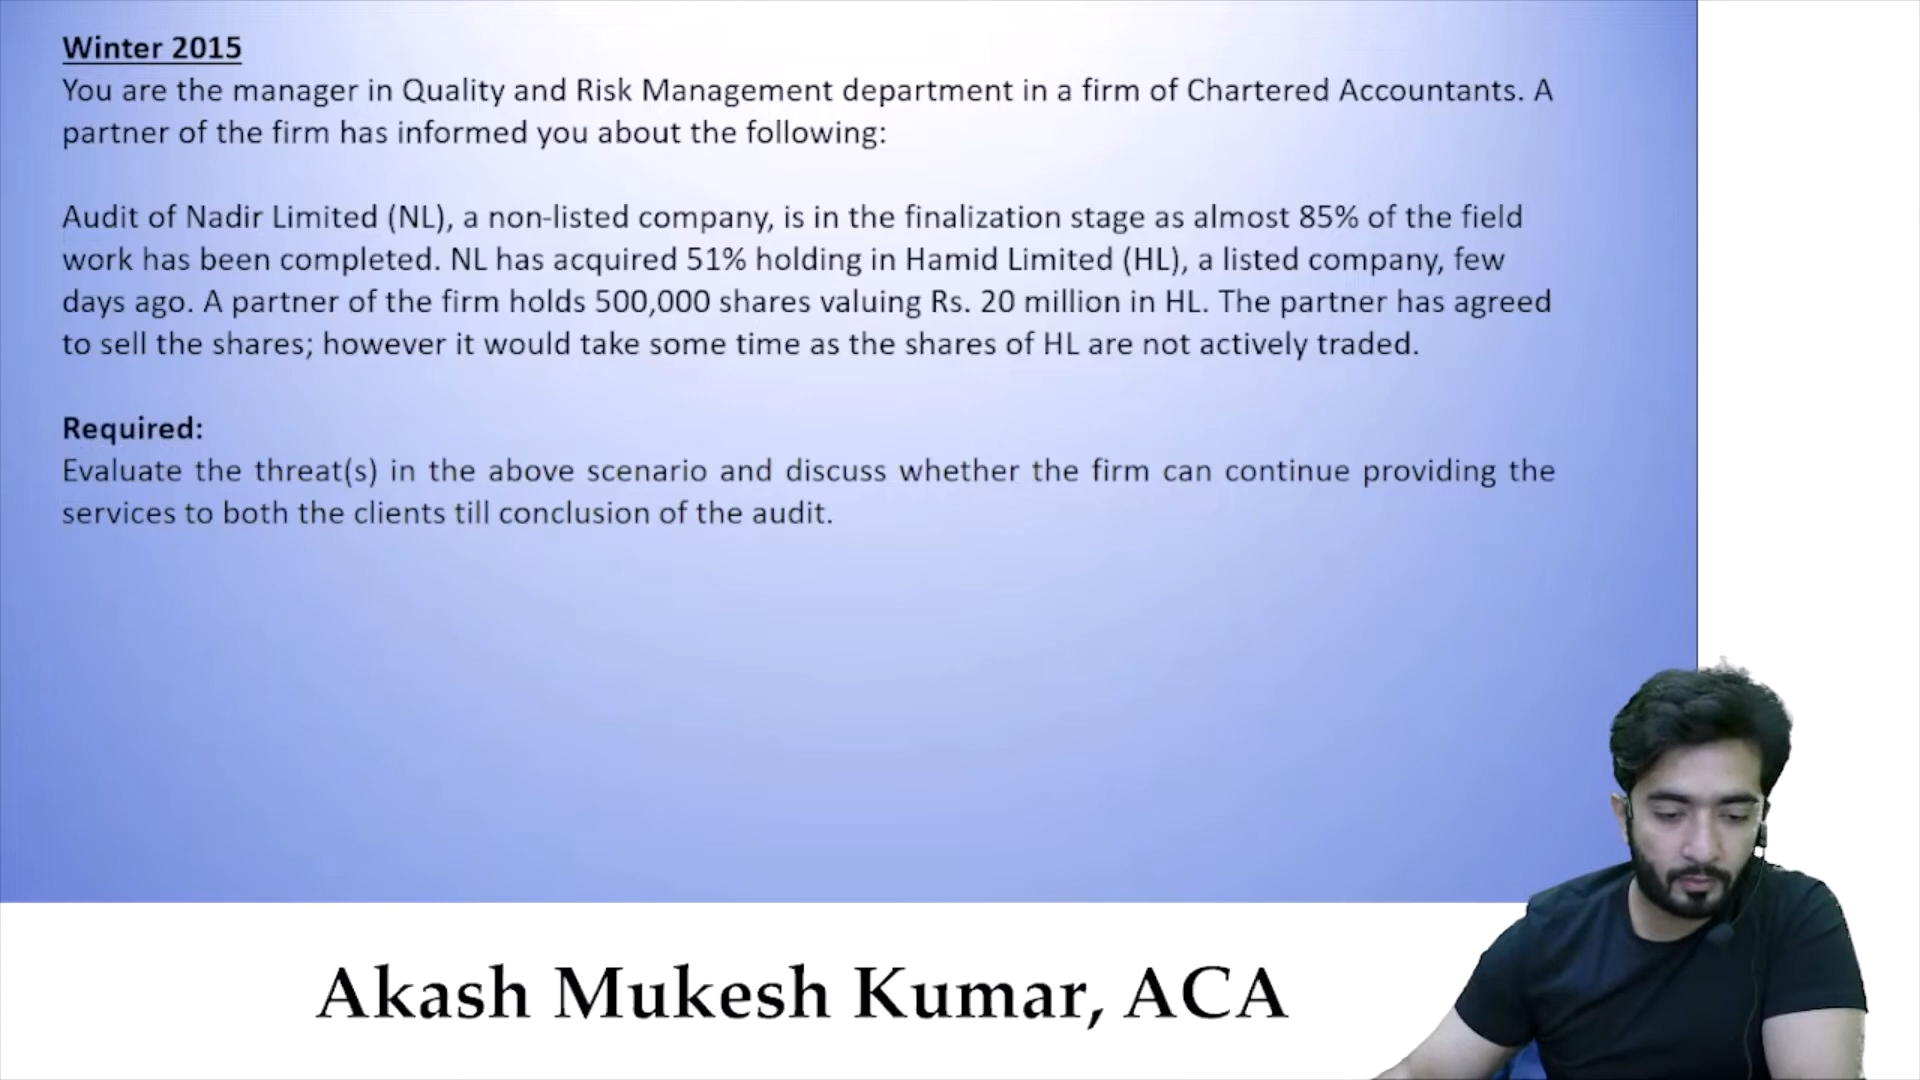 Winter 2015
You are the manager in Quality and Risk Management department in a firm of Chartered Accountants. A
partner of the firm has informed you about the following:
Audit of Nadir Limited (NL), a non-listed company, is in the finalization stage as almost 85% of the field
work has been completed. NL has acquired 51% holding in Hamid Limited (HL), a listed company, few
days ago. A partner of the firm holds 500,000 shares valuing Rs. 20 million in HL. The partner has agreed
to sell the shares; however it would take some time as the shares of HL are not actively traded.
Required:
Evaluate the threat(s) in the above scenario and discuss whether the firm can continue providing the
services to both the clients till conclusion of the audit.
Akash Mukesh Kumar, ACA